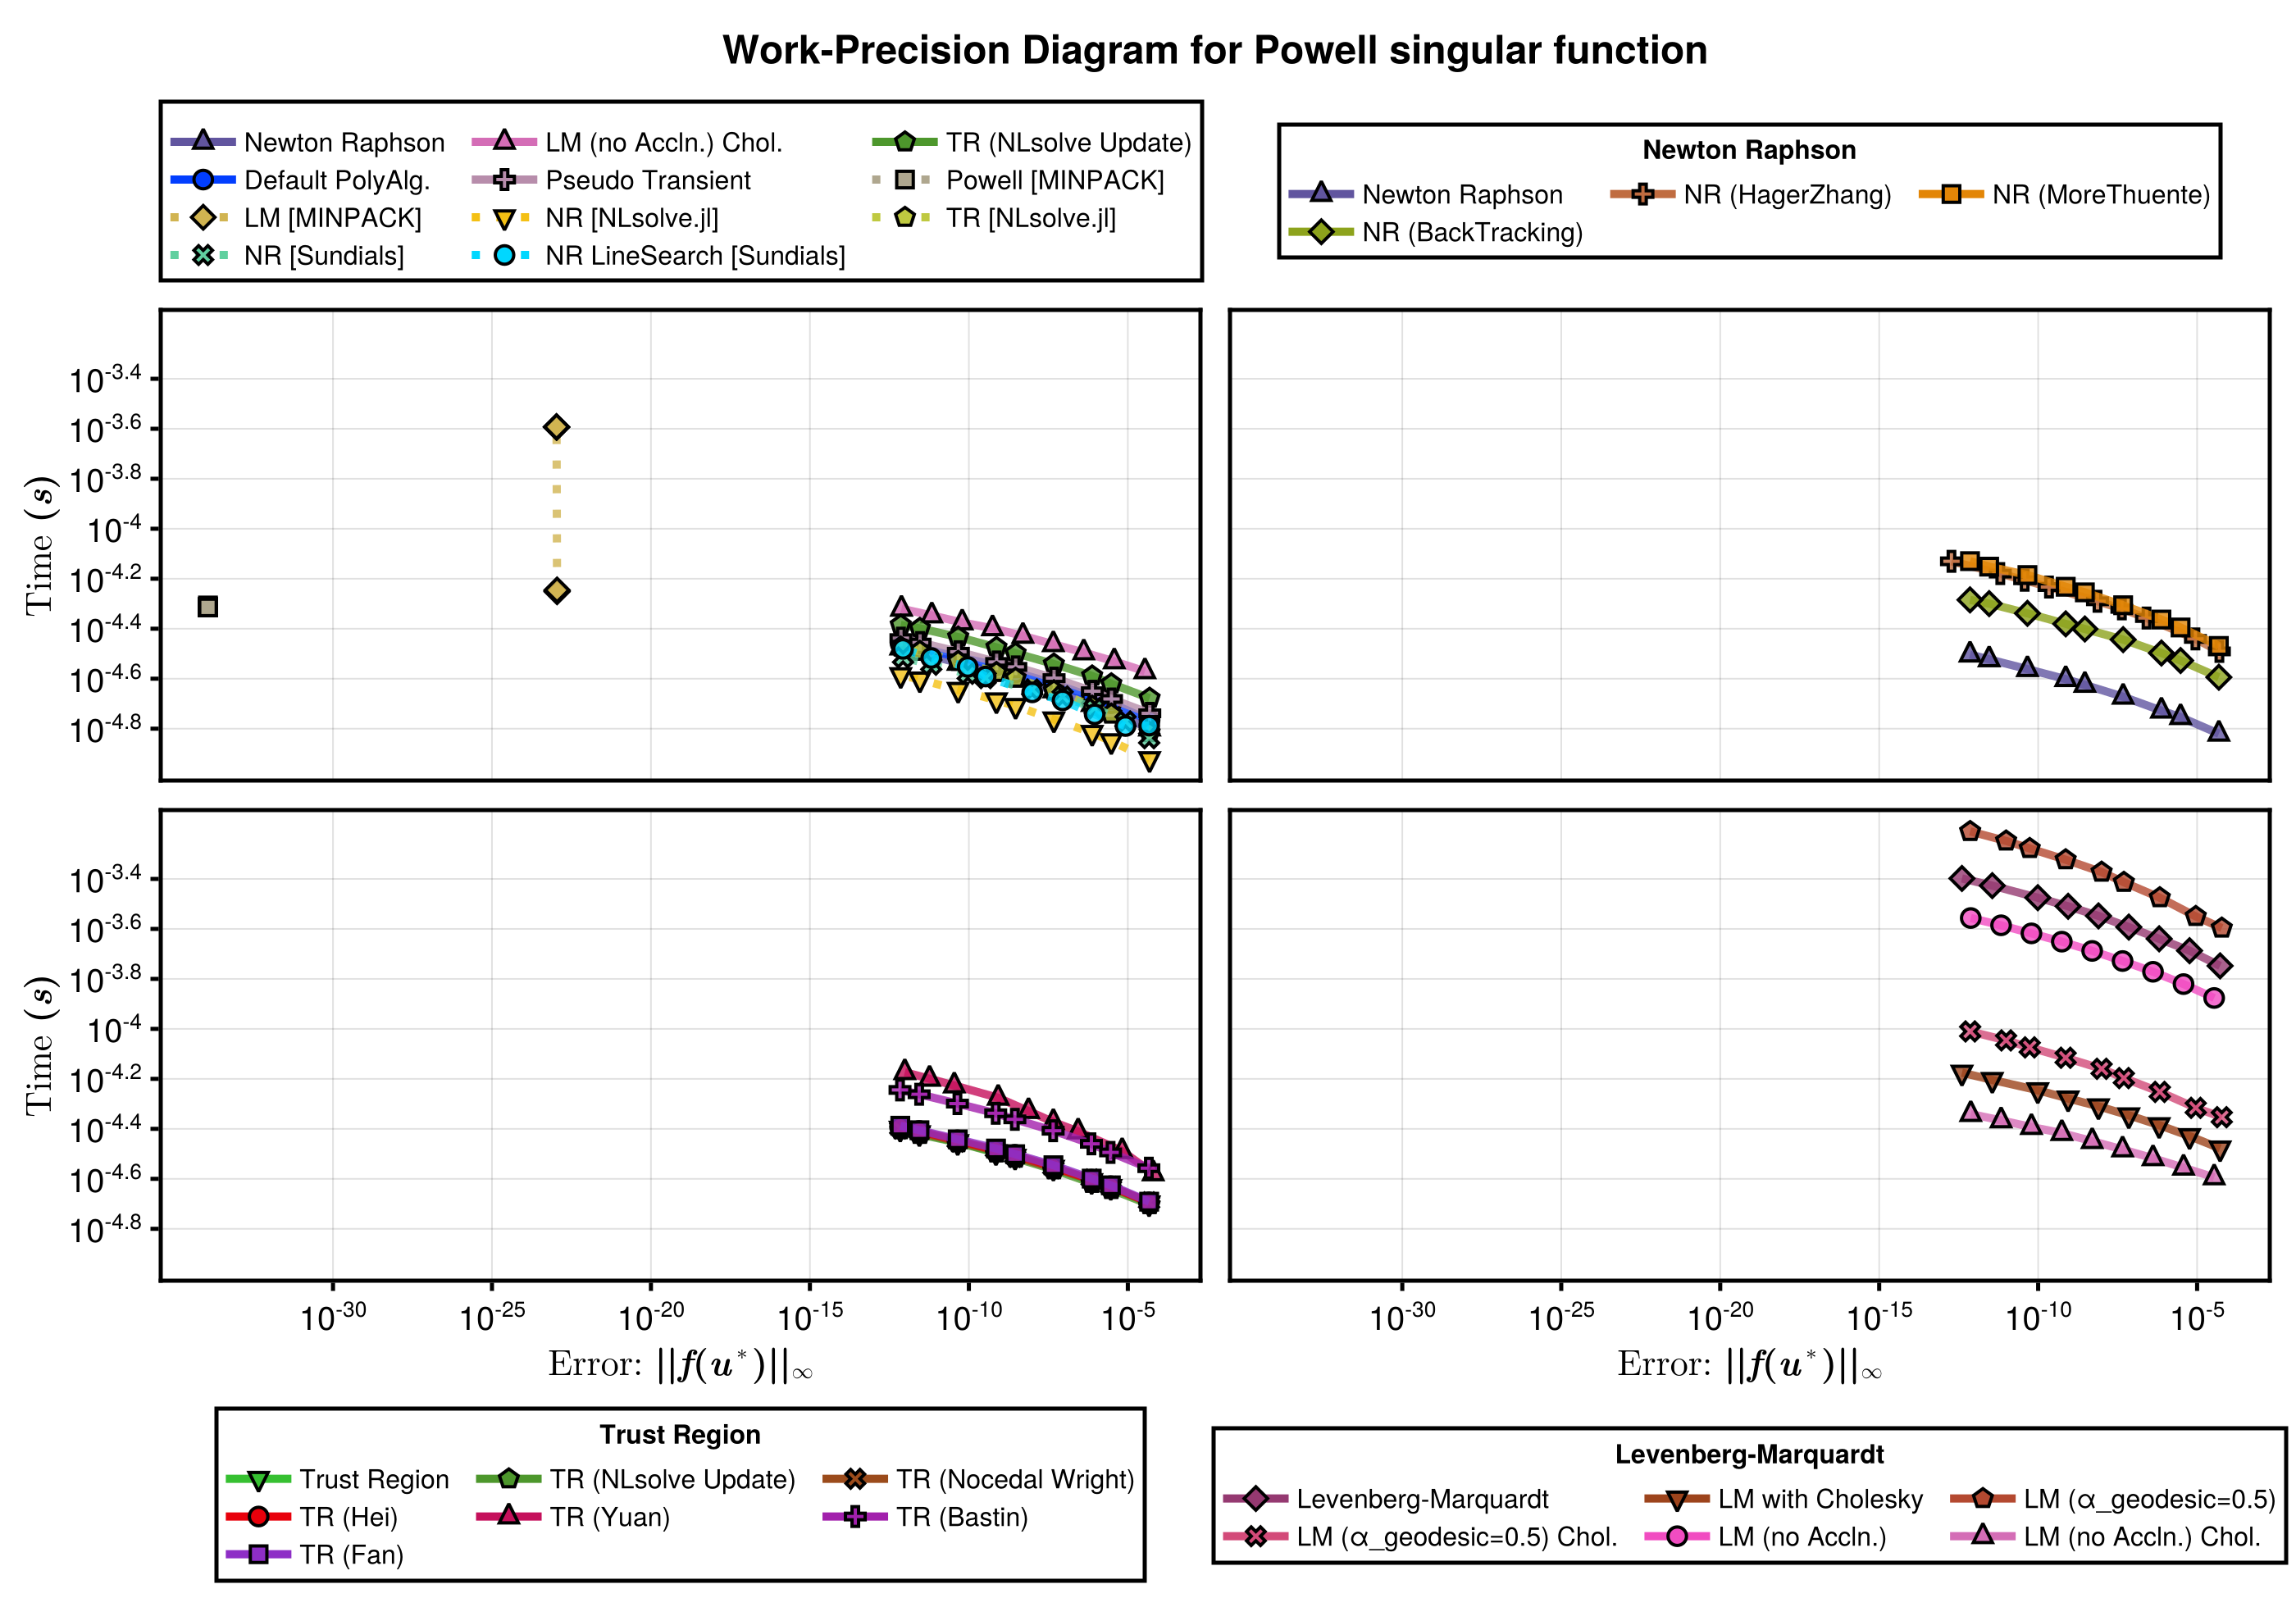 Work-Precision Diagram for Powell singular function
Newton Raphson LM (no Accln.) Chol. TR (NLsolve Update)
Default PolyAlg. Pseudo Transient Powell [MINPACK]
LM [MINPACK] NR [NLsolve.jl] TR [NLsolve.jl]
NR [Sundials] NR LineSearch [Sundials]
Newton Raphson
Newton Raphson NR (HagerZhang) NR (MoreThuente)
NR (BackTracking)
Time (s)
10^-3.4
10^-3.6
10^-3.8
10^-4
10^-4.2
10^-4.4
10^-4.6
10^-4.8
Time (s)
10^-3.4
10^-3.6
10^-3.8
10^-4
10^-4.2
10^-4.4
10^-4.6
10^-4.8
10^-30 10^-25 10^-20 10^-15 10^-10 10^-5
10^-30 10^-25 10^-20 10^-15 10^-10 10^-5
Error: ||f(u*)||∞
Error: ||f(u*)||∞
Trust Region
Trust Region TR (NLsolve Update) TR (Nocedal Wright)
TR (Hei) TR (Yuan) TR (Bastin)
TR (Fan)
Levenberg-Marquardt
Levenberg-Marquardt LM with Cholesky LM (α_geodesic=0.5)
LM (α_geodesic=0.5) Chol. LM (no Accln.) LM (no Accln.) Chol.